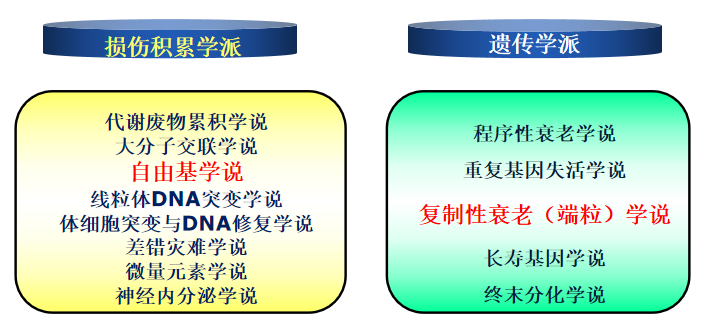 损伤积累学派
代谢废物累积学说
大分子交联学说
自由基学说
线粒体DNA突变学说
体细胞突变与DNA修复学说
差错灾难学说
微量元素学说
神经内分泌学说
遗传学派
程序性衰老学说
重复基因失活学说
复制性衰老（端粒）学说
长寿基因学说
终末分化学说